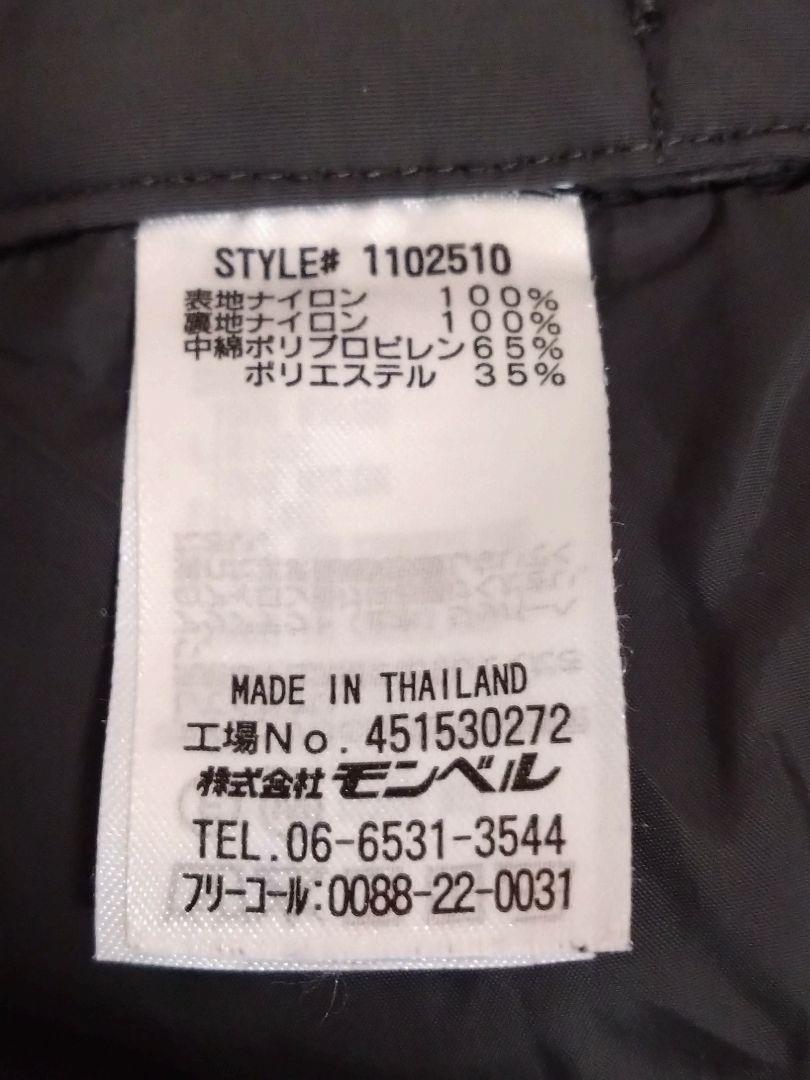 STYLE# 1102510
表地ナイロン 100%
裏地ナイロン 100%
中綿ポリプロピレン65%
ポリエステル 35%
MADE IN THAILAND
工場No. 451530272
株式会社 モンベル
TEL.06-6531-3544
フリーコール:0088-22-0031